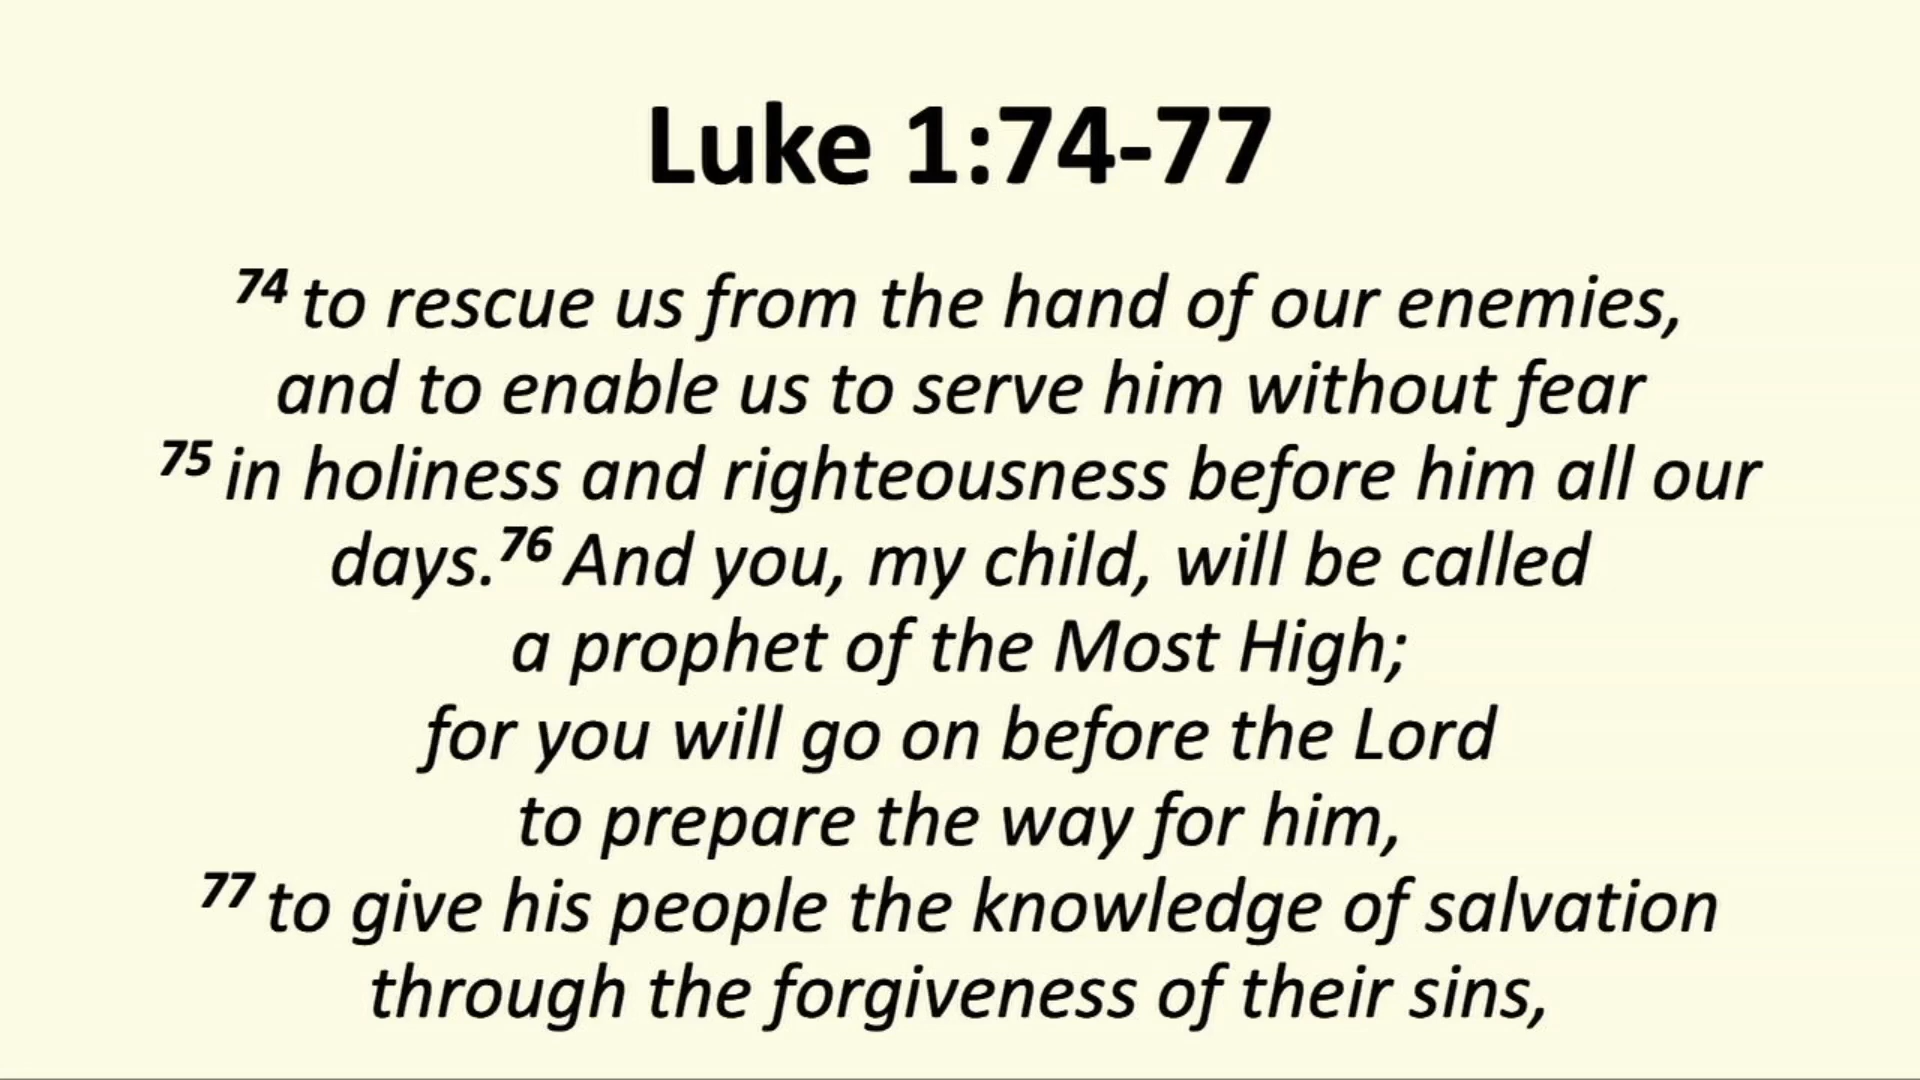 Luke 1:74-77
74 to rescue us from the hand of our enemies,
and to enable us to serve him without fear
75 in holiness and righteousness before him all our
days.76 And you, my child, will be called
a prophet of the Most High;
for you will go on before the Lord
to prepare the way for him,
77 to give his people the knowledge of salvation
through the forgiveness of their sins,